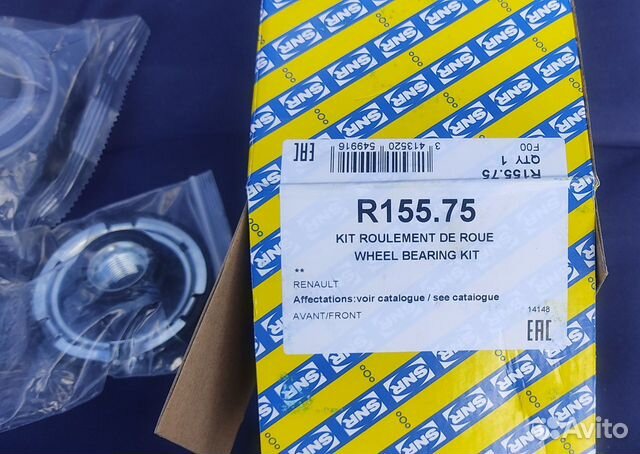 SNR
EAC
3 413520 549916
QTY 1
F00
R155.75
R155.75
KIT ROULEMENT DE ROUE
WHEEL BEARING KIT
**
RENAULT
Affectations:voir catalogue / see catalogue
AVANT/FRONT
14148
EAC
Avito